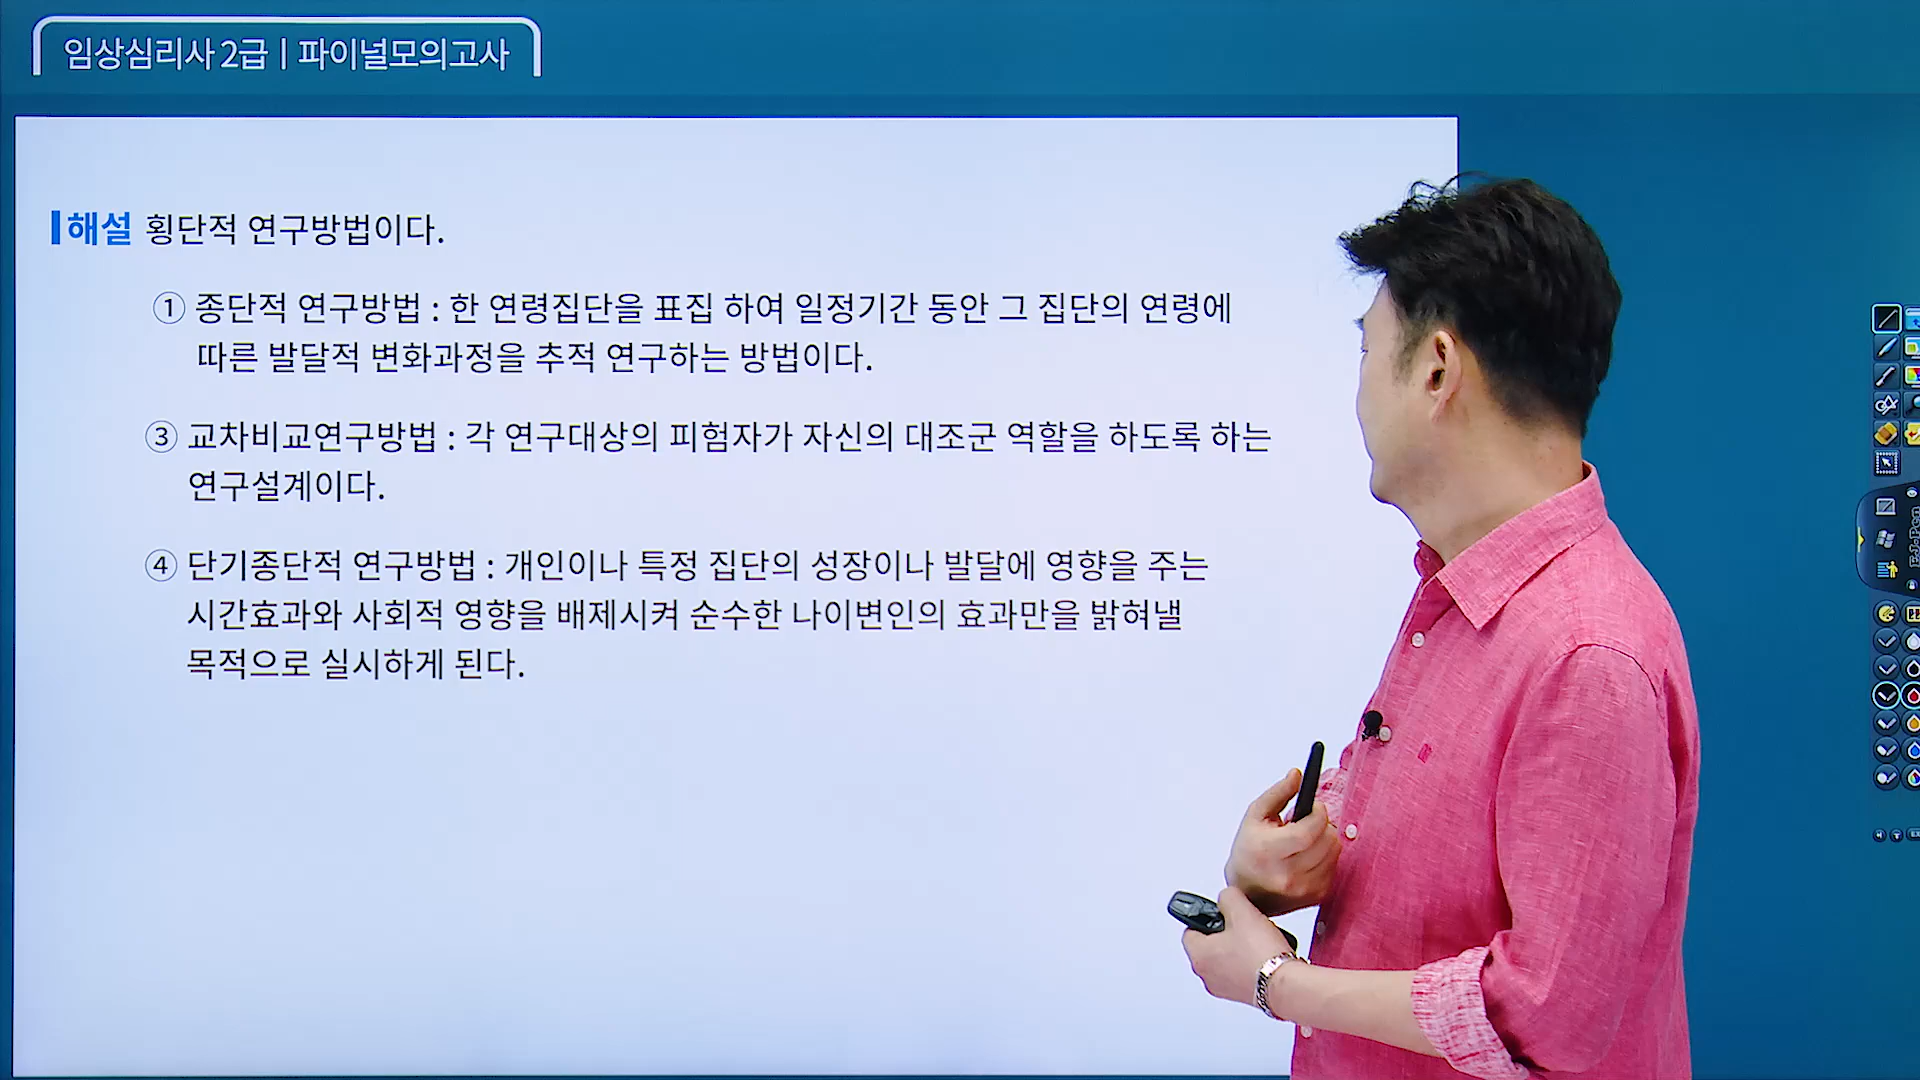 임상심리사 2급 | 파이널모의고사
해설 횡단적 연구방법이다.
① 종단적 연구방법 : 한 연령집단을 표집 하여 일정기간 동안 그 집단의 연령에
따른 발달적 변화과정을 추적 연구하는 방법이다.
③ 교차비교연구방법 : 각 연구대상의 피험자가 자신의 대조군 역할을 하도록 하는
연구설계이다.
④ 단기종단적 연구방법 : 개인이나 특정 집단의 성장이나 발달에 영향을 주는
시간효과와 사회적 영향을 배제시켜 순수한 나이변인의 효과만을 밝혀낼
목적으로 실시하게 된다.